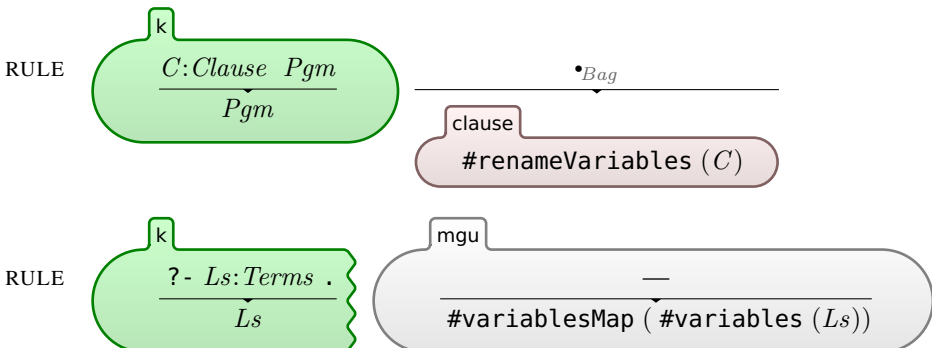 k
RULE C:Clause Pgm •Bag
Pgm
clause
#renameVariables (C)
k mgu
RULE ?- Ls:Terms . —
Ls #variablesMap ( #variables (Ls))